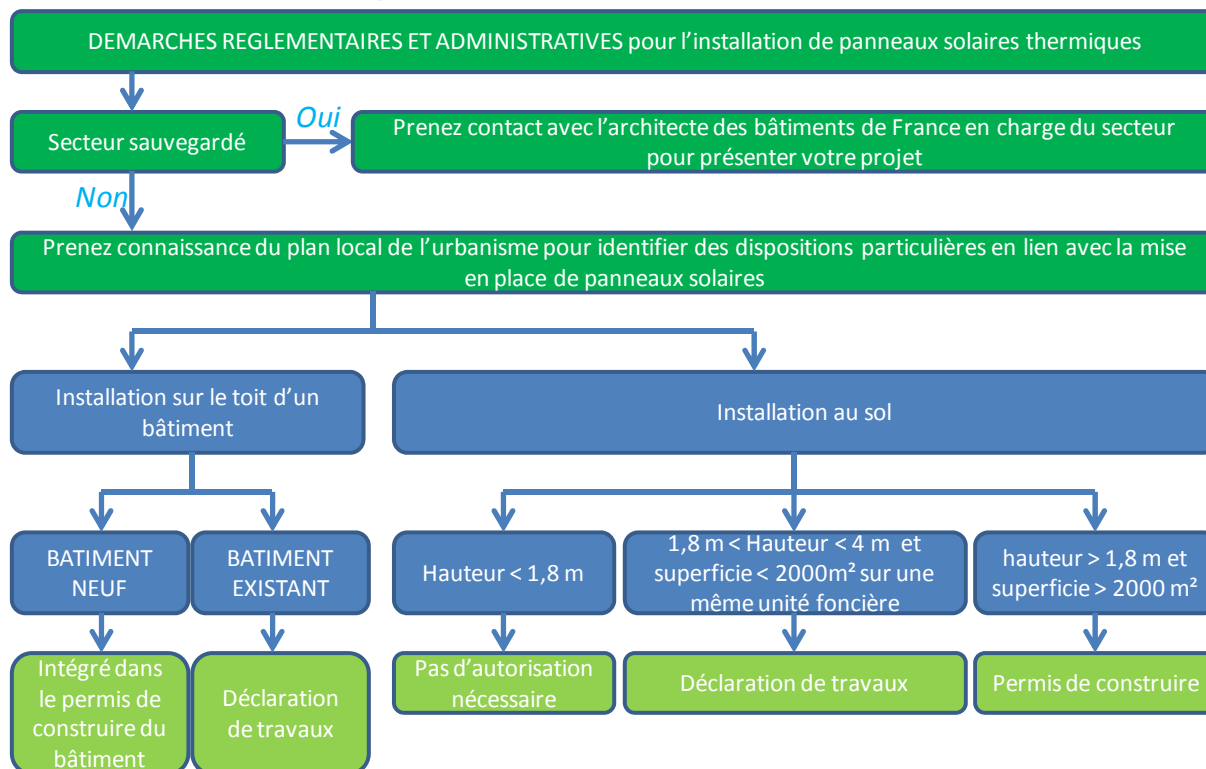 DEMARCHES REGLEMENTAIRES ET ADMINISTRATIVES pour l'installation de panneaux solaires thermiques
Secteur sauvegardé
Oui
Prenez contact avec l'architecte des bâtiments de France en charge du secteur
pour présenter votre projet
Non
Prenez connaissance du plan local de l'urbanisme pour identifier des dispositions particulières en lien avec la mise
en place de panneaux solaires
Installation sur le toit d'un
bâtiment
Installation au sol
BATIMENT
NEUF
BATIMENT
EXISTANT
Hauteur < 1,8 m
1,8 m < Hauteur < 4 m et
superficie < 2000m² sur une
même unité foncière
hauteur > 1,8 m et
superficie > 2000 m²
Intégré dans
le permis de
construire du
bâtiment
Déclaration
de travaux
Pas d'autorisation
nécessaire
Déclaration de travaux
Permis de construire